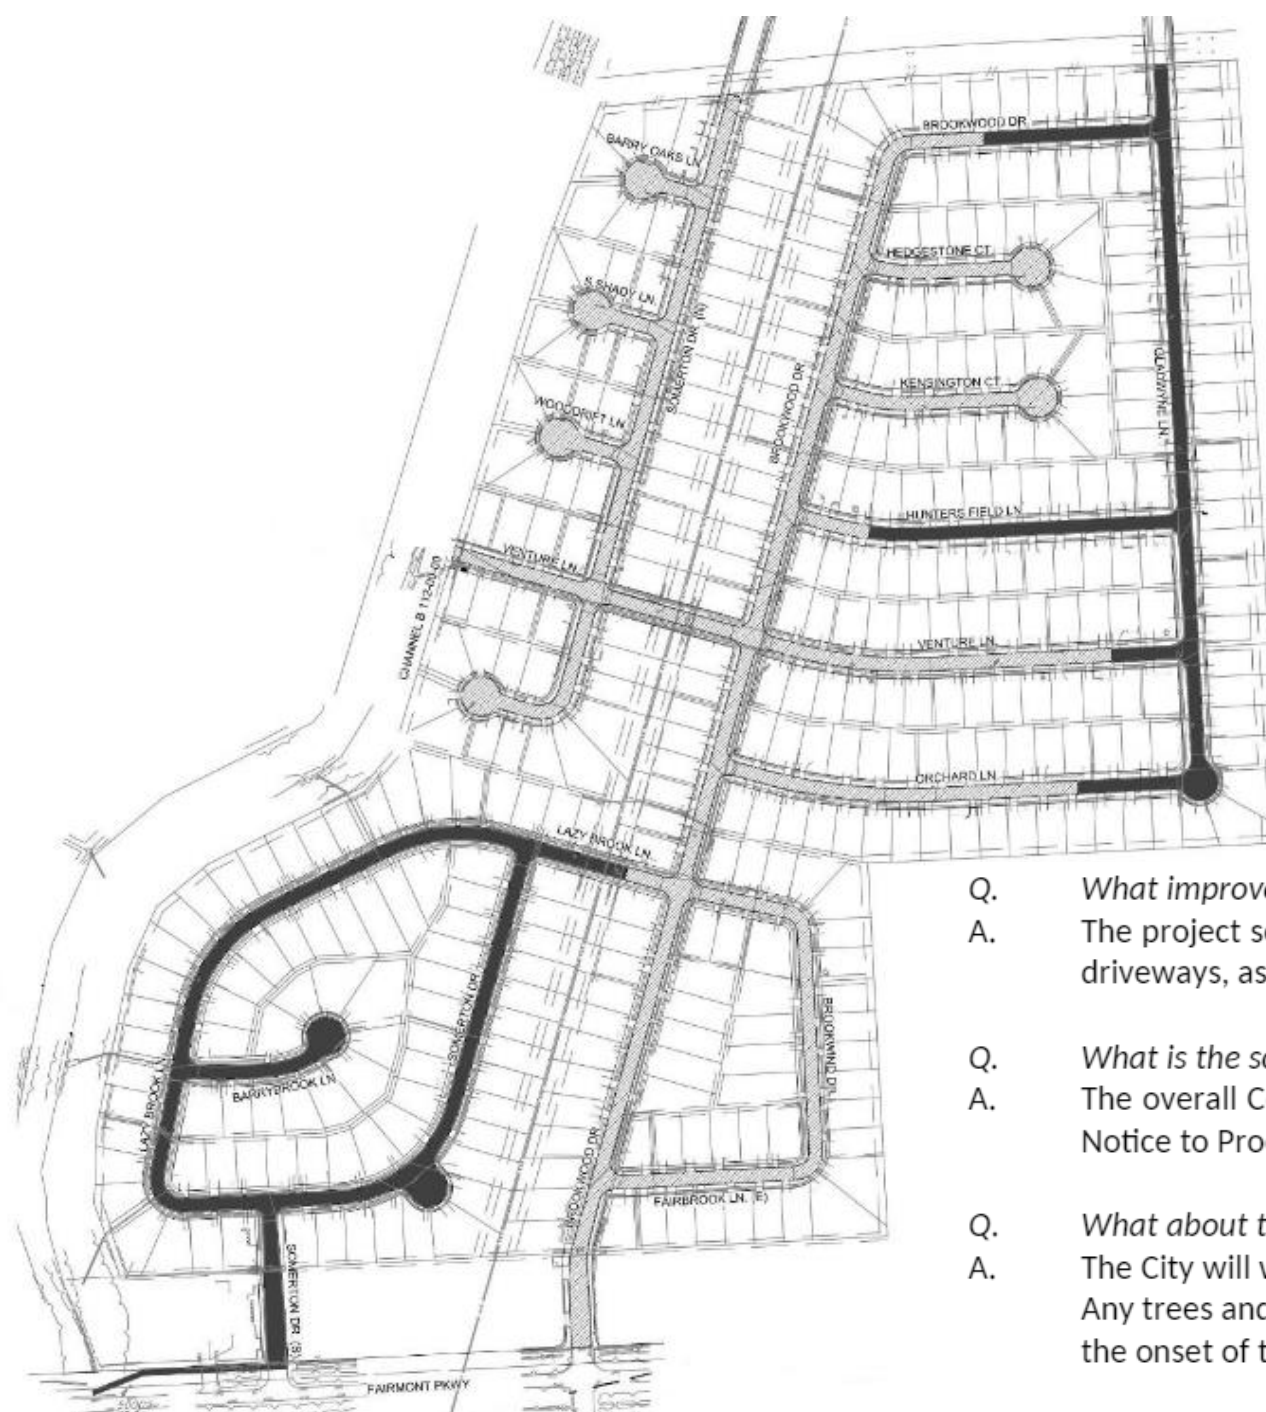 BROOKWOOD DR.
BARRY OAKS LN
HEDGESTONE CT.
S SHADY LN.
SOMERTON DR (N)
GLADWYNE LN.
BROOKWOOD DR
KENSINGTON CT.
WOODDRIFT LN.
HUNTERS FIELD LN
VENTURE LN.
CHANNEL B 112-00-00
VENTURE LN.
ORCHARD LN
LAZY BROOK LN.
SOMERTON DR
BROOKWIND DR
LAZY BROOK LN
BARRYBROOK LN
BROOKWOOD DR
FAIRBROOK LN. (E)
SOMERTON DR (S)
FAIRMONT PKWY
Q. What improv
A. The project s
driveways, as
Q. What is the s
A. The overall C
Notice to Pro
Q. What about t
A. The City will
Any trees and
the onset of t